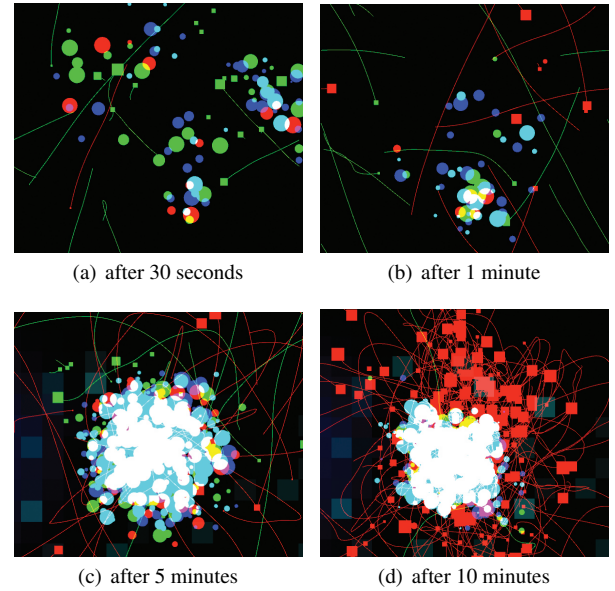 (a) after 30 seconds
(b) after 1 minute
(c) after 5 minutes
(d) after 10 minutes